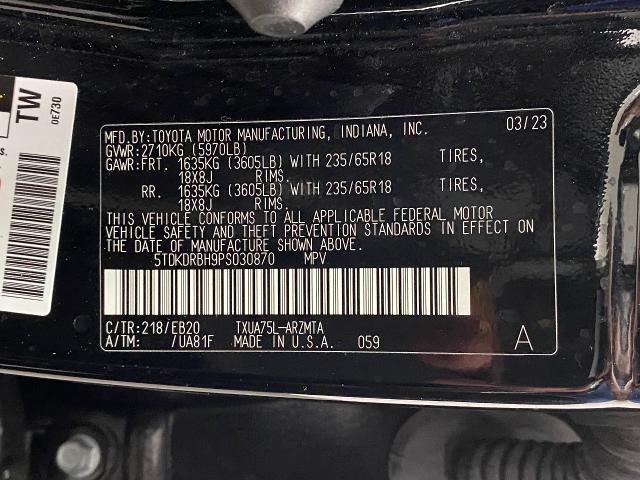 TW
0E730
s.
MFD.BY:TOYOTA MOTOR MANUFACTURING, INDIANA, INC. 03/23
GVWR:2710KG (5970LB)
GAWR:FRT. 1635KG (3605LB) WITH 235/65R18 TIRES,
18X8J RIMS.
RR. 1635KG (3605LB) WITH 235/65R18 TIRES,
18X8J RIMS.
THIS VEHICLE CONFORMS TO ALL APPLICABLE FEDERAL MOTOR
VEHICLE SAFETY AND THEFT PREVENTION STANDARDS IN EFFECT ON
THE DATE OF MANUFACTURE SHOWN ABOVE.
5TDKDRBH9PS030870 MPV
C/TR:218/EB20 TXUA75L-ARZMTA
A/TM: /UA81F MADE IN U.S.A. 059 A